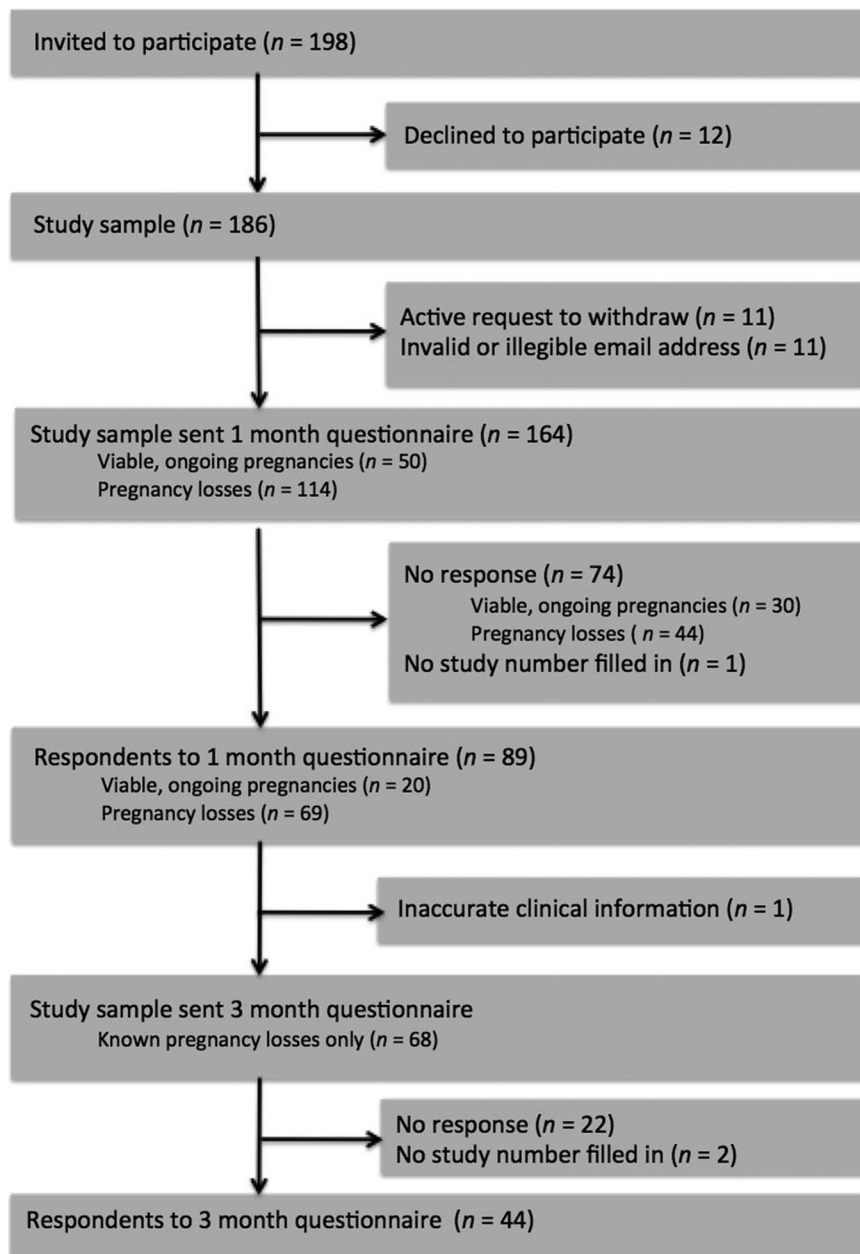 Invited to participate (n = 198)
Declined to participate (n = 12)
Study sample (n = 186)
Active request to withdraw (n = 11)
Invalid or illegible email address (n = 11)
Study sample sent 1 month questionnaire (n = 164)
Viable, ongoing pregnancies (n = 50)
Pregnancy losses (n = 114)
No response (n = 74)
Viable, ongoing pregnancies (n = 30)
Pregnancy losses ( n = 44)
No study number filled in (n = 1)
Respondents to 1 month questionnaire (n = 89)
Viable, ongoing pregnancies (n = 20)
Pregnancy losses (n = 69)
Inaccurate clinical information (n = 1)
Study sample sent 3 month questionnaire
Known pregnancy losses only (n = 68)
No response (n = 22)
No study number filled in (n = 2)
Respondents to 3 month questionnaire (n = 44)